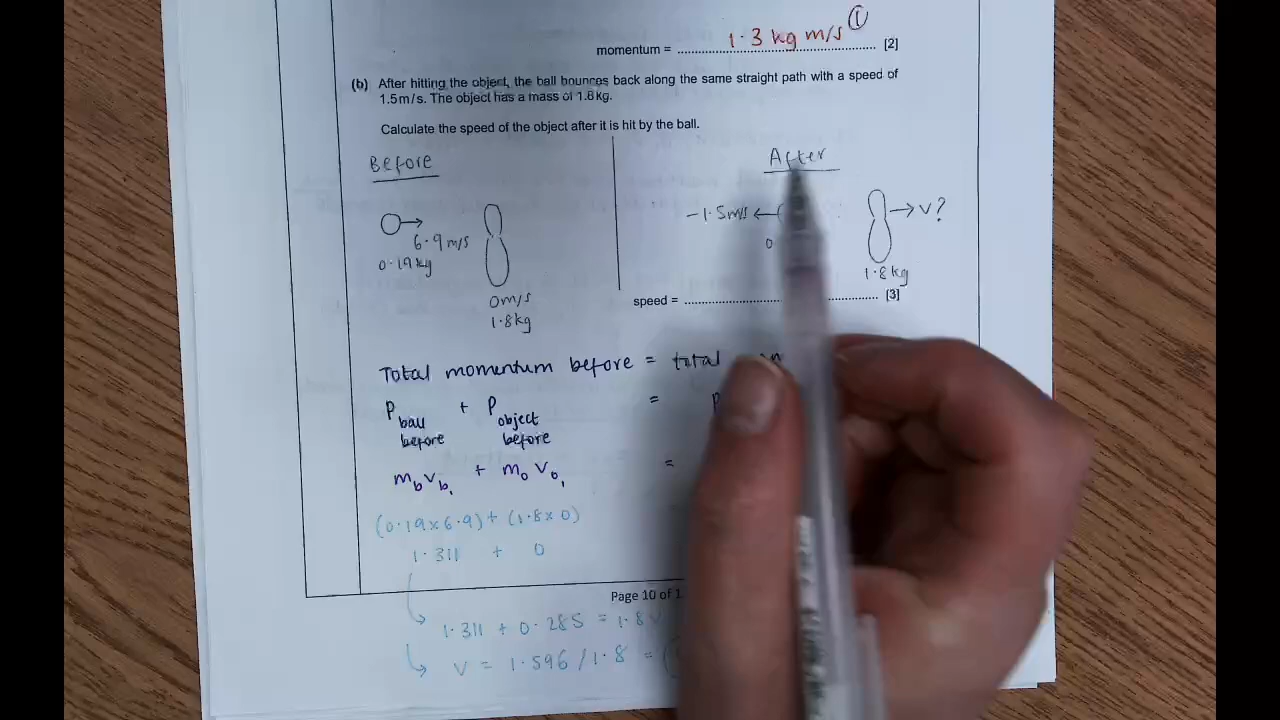 momentum = 1.3 kg m/s ① [2]
(b) After hitting the object, the ball bounces back along the same straight path with a speed of
1.5 m/s. The object has a mass of 1.8 kg.
Calculate the speed of the object after it is hit by the ball.
Before
After
6.9 m/s
0.19 kg
0 m/s
1.8 kg
-1.5 m/s
v?
1.8 kg
speed = [3]
Total momentum before = total
P ball before + P object before =
m_b v_b1 + m_o v_o1 =
(0.19 x 6.9) + (1.8 x 0)
1.311 + 0
Page 10 of
1.311 + 0.285 = 1.8
v = 1.596 / 1.8 =